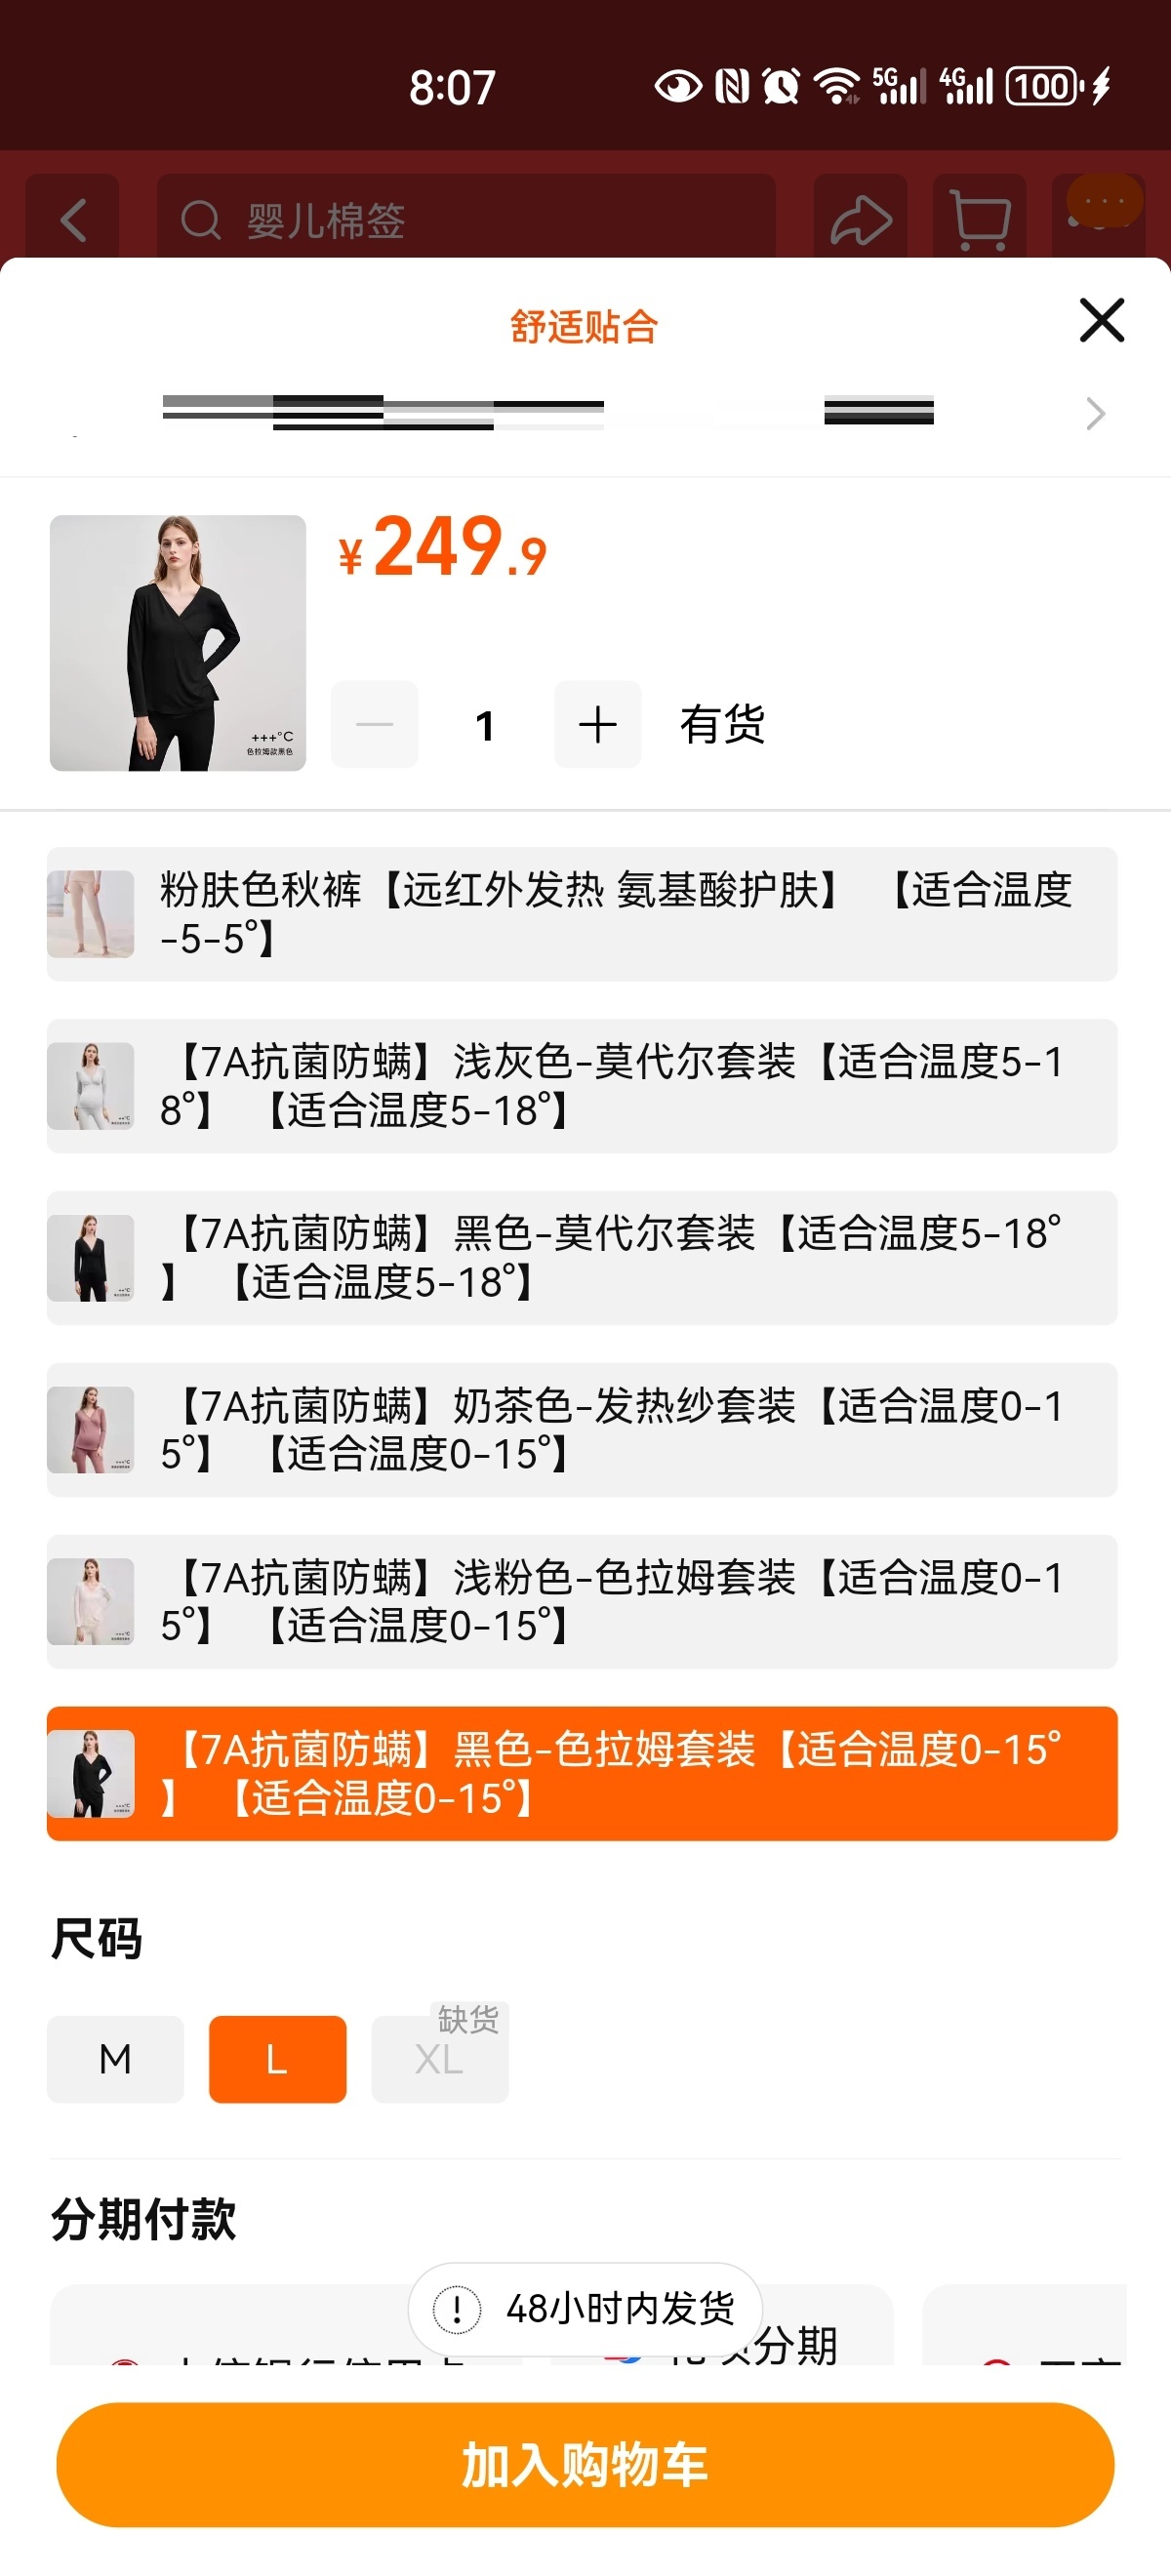 8:07
5G
4G
100
婴儿棉签
舒适贴合
¥249.9
1
有货
+++°C
色拉姆款黑色
粉肤色秋裤【远红外发热 氨基酸护肤】 【适合温度
-5-5°】
【7A抗菌防螨】浅灰色-莫代尔套装【适合温度5-1
8°】 【适合温度5-18°】
【7A抗菌防螨】黑色-莫代尔套装【适合温度5-18°
】 【适合温度5-18°】
【7A抗菌防螨】奶茶色-发热纱套装【适合温度0-1
5°】 【适合温度0-15°】
【7A抗菌防螨】浅粉色-色拉姆套装【适合温度0-1
5°】 【适合温度0-15°】
【7A抗菌防螨】黑色-色拉姆套装【适合温度0-15°
】 【适合温度0-15°】
尺码
缺货
M
L
XL
分期付款
48小时内发货
分期
加入购物车